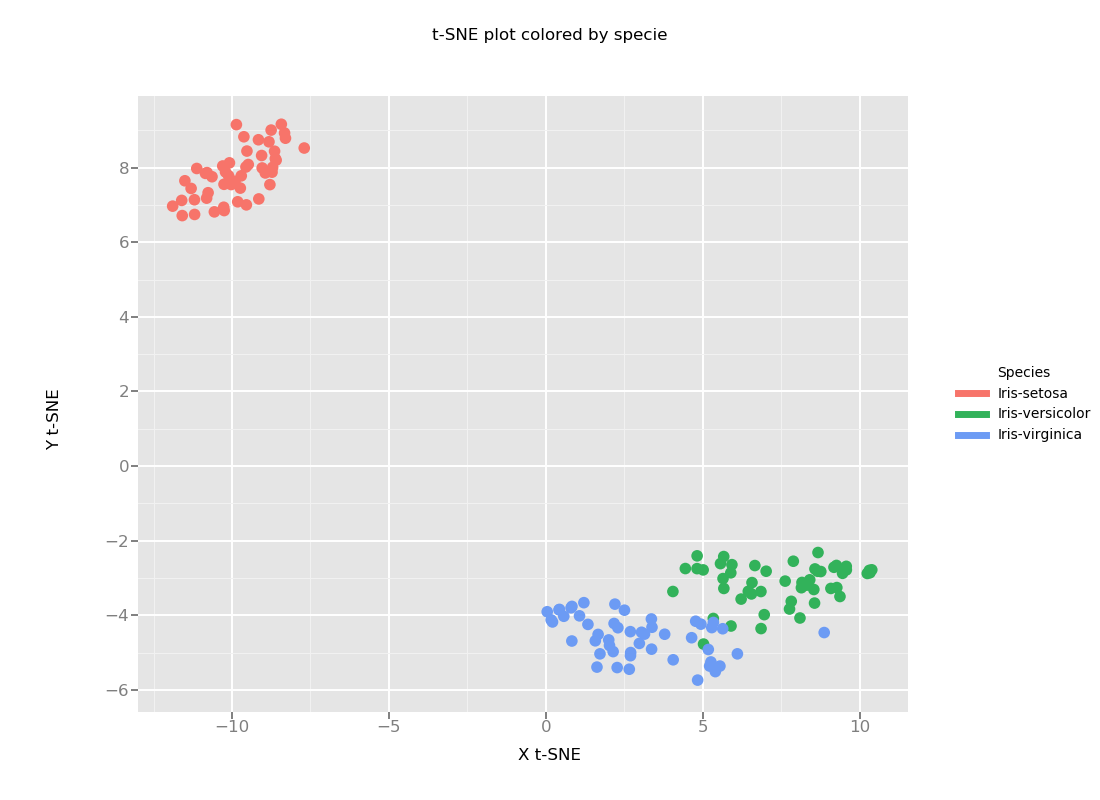 t-SNE plot colored by specie
8
6
4
2
0
−2
−4
−6
Y t-SNE
−10
−5
0
5
10
X t-SNE
Species
Iris-setosa
Iris-versicolor
Iris-virginica